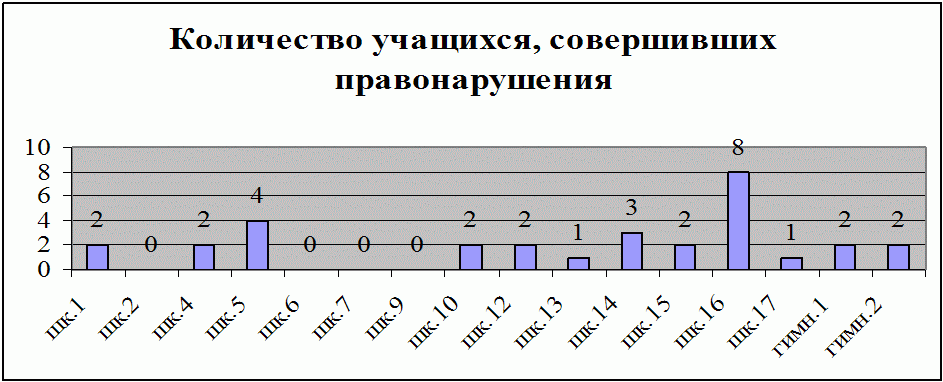 Количество учащихся, совершивших
правонарушения
10
8
6
4
2
0
2
0
2
4
0
0
0
2
2
1
3
2
8
1
2
2
шк.1
шк.2
шк.4
шк.5
шк.6
шк.7
шк.9
шк.10
шк.12
шк.13
шк.14
шк.15
шк.16
шк.17
гимн.1
гимн.2